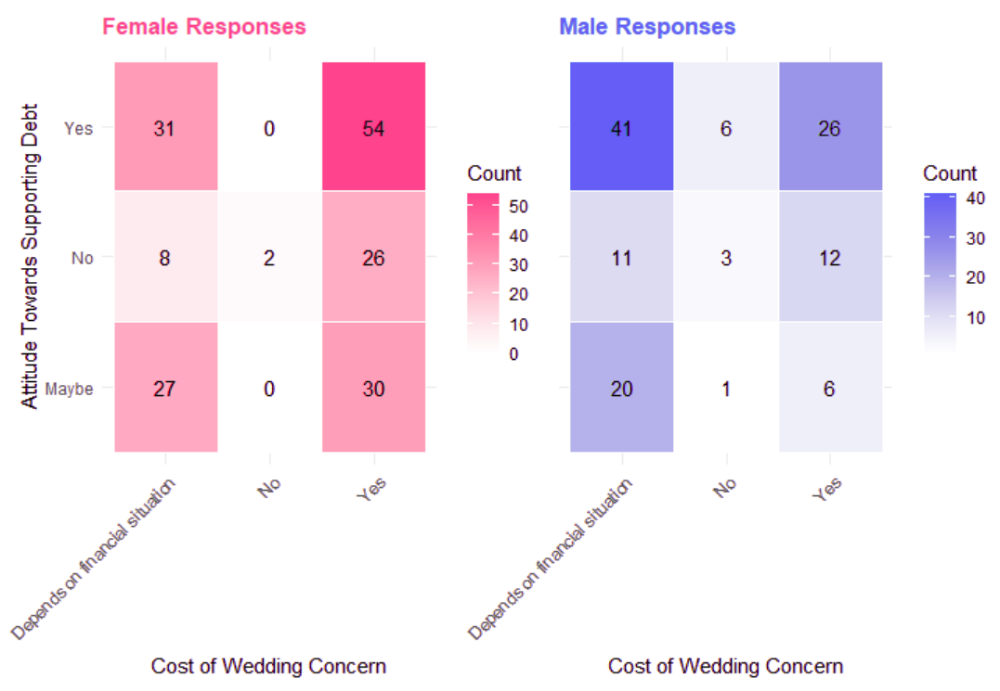 Female Responses
Male Responses
Attitude Towards Supporting Debt
Yes
31
0
54
No
8
2
26
Maybe
27
0
30
Depends on financial situation
No
Yes
Cost of Wedding Concern
Count
50
40
30
20
10
0
41
6
26
11
3
12
20
1
6
Depends on financial situation
No
Yes
Cost of Wedding Concern
Count
40
30
20
10